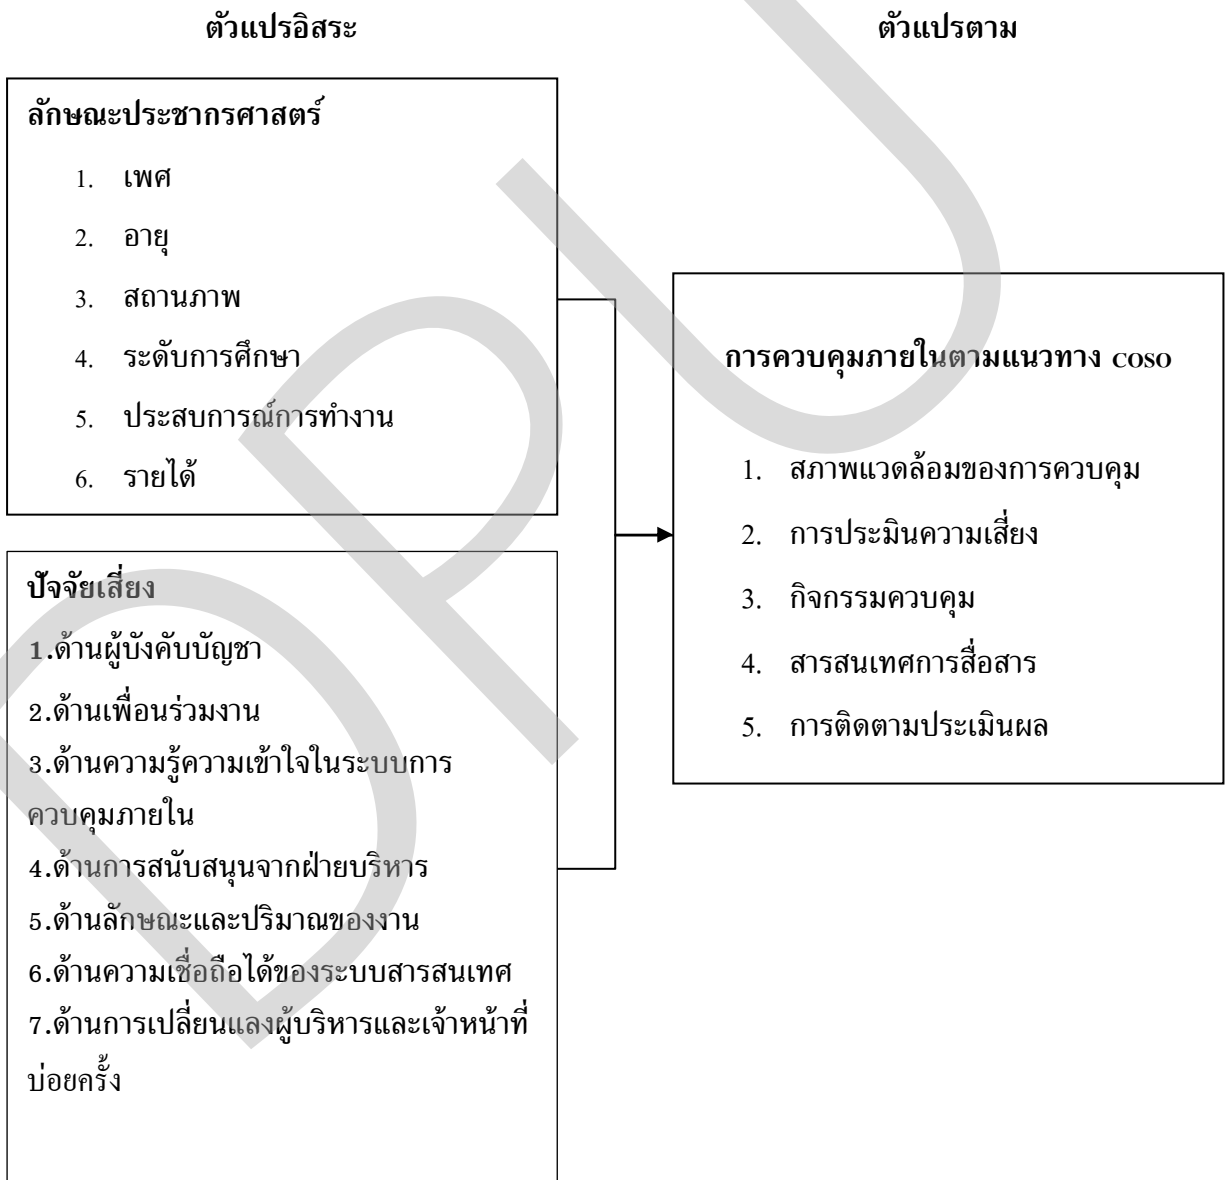 ตัวแปรอิสระ
ตัวแปรตาม
ลักษณะประชากรศาสตร์
1. เพศ
2. อายุ
3. สถานภาพ
4. ระดับการศึกษา
5. ประสบการณ์การทำงาน
6. รายได้
ปัจจัยเสี่ยง
1.ด้านผู้บังคับบัญชา
2.ด้านเพื่อนร่วมงาน
3.ด้านความรู้ความเข้าใจในระบบการ
ควบคุมภายใน
4.ด้านการสนับสนุนจากฝ่ายบริหาร
5.ด้านลักษณะและปริมาณของงาน
6.ด้านความเชื่อถือได้ของระบบสารสนเทศ
7.ด้านการเปลี่ยนแลงผู้บริหารและเจ้าหน้าที่
บ่อยครั้ง
การควบคุมภายในตามแนวทาง COSO
1. สภาพแวดล้อมของการควบคุม
2. การประมินความเสี่ยง
3. กิจกรรมควบคุม
4. สารสนเทศการสื่อสาร
5. การติดตามประเมินผล
DPU